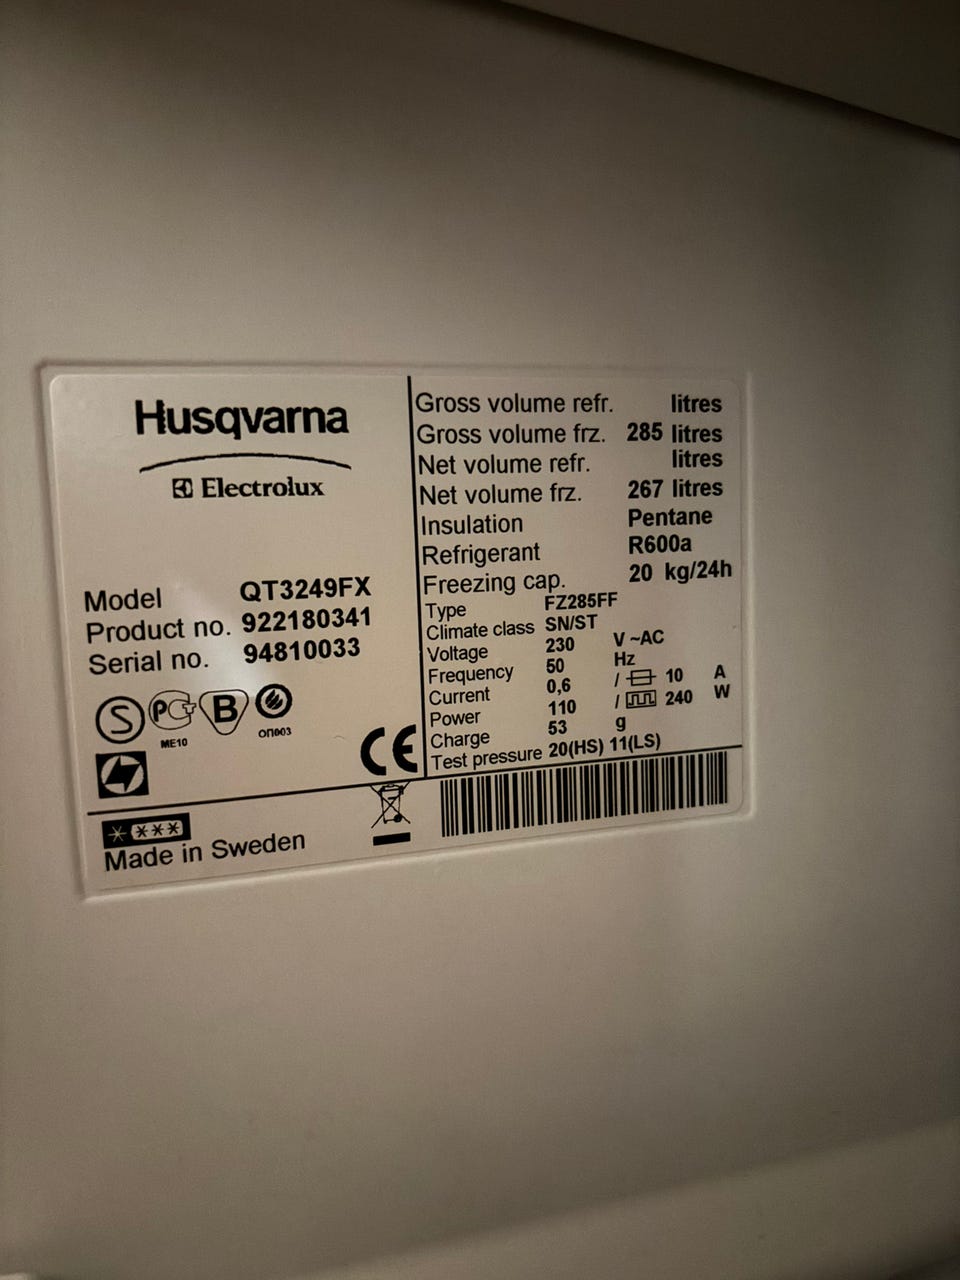 Husqvarna
Electrolux
Model QT3249FX
Product no. 922180341
Serial no. 94810033
S PG B
ME10 ОП003
CE
Made in Sweden
Gross volume refr. litres
Gross volume frz. 285 litres
Net volume refr. litres
Net volume frz. 267 litres
Insulation Pentane
Refrigerant R600a
Freezing cap. 20 kg/24h
Type FZ285FF
Climate class SN/ST
Voltage 230 V ~AC
Frequency 50 Hz
Current 0,6 / 10 A
Power 110 / 240 W
Charge 53 g
Test pressure 20(HS) 11(LS)